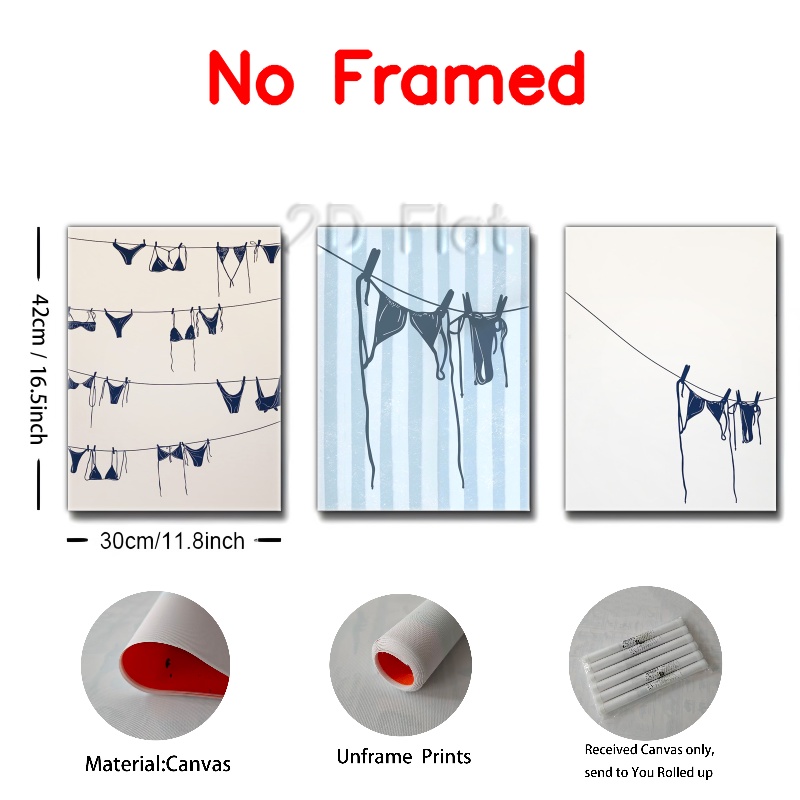 No Framed
2D Flat
42cm / 16.5inch
30cm/11.8inch
Material:Canvas
Unframe Prints
Received Canvas only,
send to You Rolled up